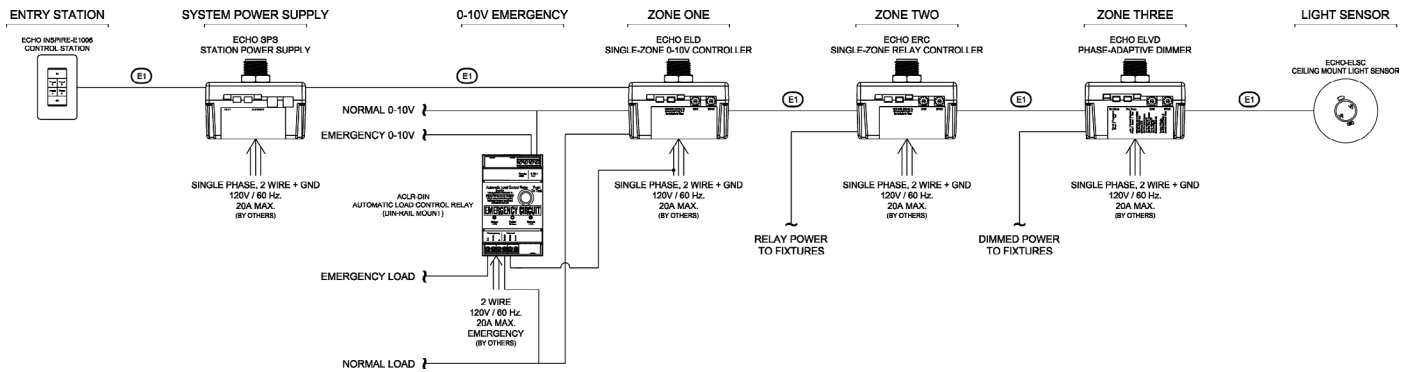 ENTRY STATION
ECHO INSPIRE-E1006
CONTROL STATION
E1
SYSTEM POWER SUPPLY
ECHO SPS
STATION POWER SUPPLY
SINGLE PHASE, 2 WIRE + GND
120V / 60 Hz.
20A MAX.
(BY OTHERS)
E1
0-10V EMERGENCY
NORMAL 0-10V
EMERGENCY 0-10V
ACLR-DIN
AUTOMATIC LOAD CONTROL RELAY
(DIN-RAIL MOUNT)
Automatic Load Control Relay
EMERGENCY CIRCUIT
EMERGENCY LOAD
2 WIRE
120V / 60 Hz.
20A MAX.
EMERGENCY
(BY OTHERS)
NORMAL LOAD
ZONE ONE
ECHO ELD
SINGLE-ZONE 0-10V CONTROLLER
SINGLE PHASE, 2 WIRE + GND
120V / 60 Hz.
20A MAX.
(BY OTHERS)
E1
ZONE TWO
ECHO ERC
SINGLE-ZONE RELAY CONTROLLER
SINGLE PHASE, 2 WIRE + GND
120V / 60 Hz.
20A MAX.
(BY OTHERS)
RELAY POWER
TO FIXTURES
E1
ZONE THREE
ECHO ELVD
PHASE-ADAPTIVE DIMMER
SINGLE PHASE, 2 WIRE + GND
120V / 60 Hz.
20A MAX.
(BY OTHERS)
DIMMED POWER
TO FIXTURES
E1
LIGHT SENSOR
ECHO-ELSC
CEILING MOUNT LIGHT SENSOR